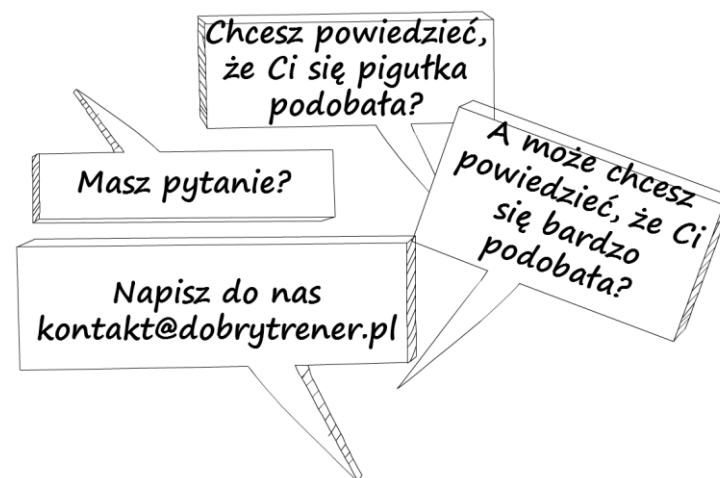 Chcesz powiedzieć,
że Ci się pigułka
podobała?
A może chcesz
powiedzieć, że Ci
się bardzo
podobała?
Masz pytanie?
Napisz do nas
kontakt@dobrytrener.pl